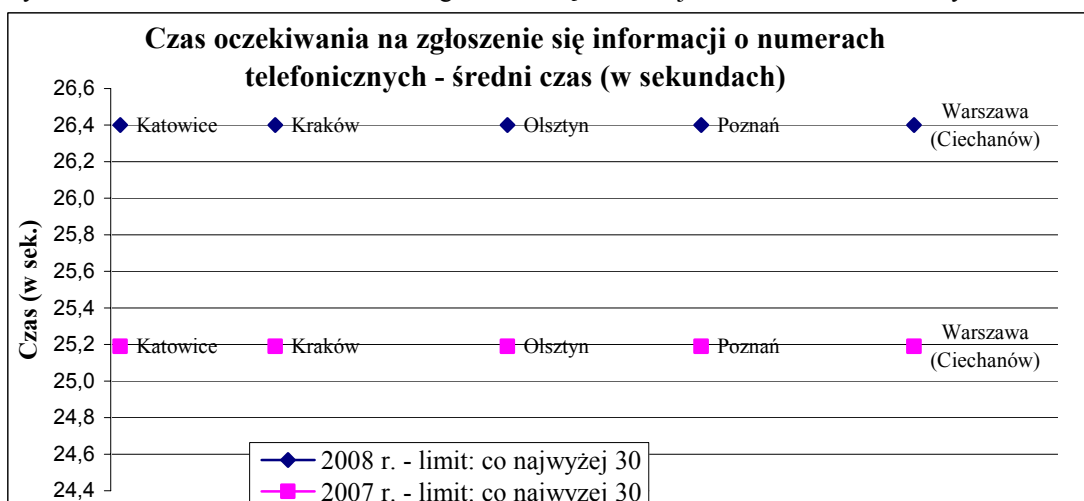 Czas oczekiwania na zgłoszenie się informacji o numerach
telefonicznych - średni czas (w sekundach)
Czas (w sek.)
26,6
26,4
26,2
26,0
25,8
25,6
25,4
25,2
25,0
24,8
24,6
24,4
Katowice
Kraków
Olsztyn
Poznań
Warszawa
(Ciechanów)
Katowice
Kraków
Olsztyn
Poznań
Warszawa
(Ciechanów)
2008 r. - limit: co najwyżej 30
2007 r. - limit: co najwyzej 30